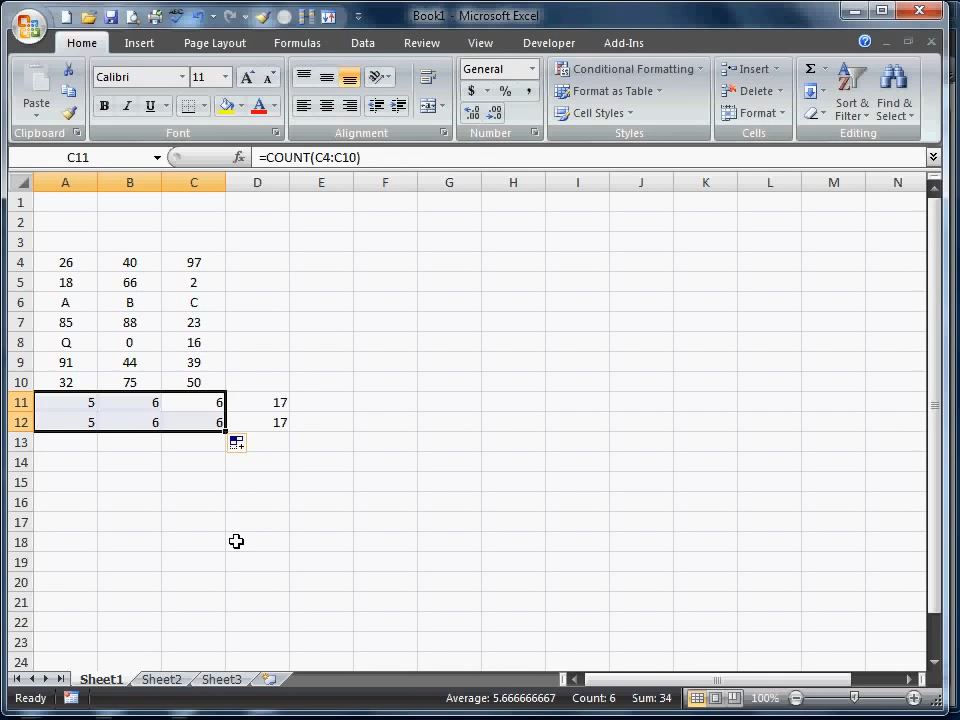 Book1 - Microsoft Excel
Home Insert Page Layout Formulas Data Review View Developer Add-Ins
Calibri 11 General Conditional Formatting Insert Σ
Paste B I U A $ % , Format as Table Delete Sort & Filter Find & Select
.0 .00 .00 .0 Cell Styles Format
Clipboard Font Alignment Number Styles Cells Editing
C11 fx =COUNT(C4:C10)
A B C D E F G H I J K L M N
1
2
3
4 26 40 97
5 18 66 2
6 A B C
7 85 88 23
8 Q 0 16
9 91 44 39
10 32 75 50
11 5 6 6 17
12 5 6 6 17
13
14
15
16
17
18
19
20
21
22
23
24
Sheet1 Sheet2 Sheet3
Ready Average: 5.666666667 Count: 6 Sum: 34 100%